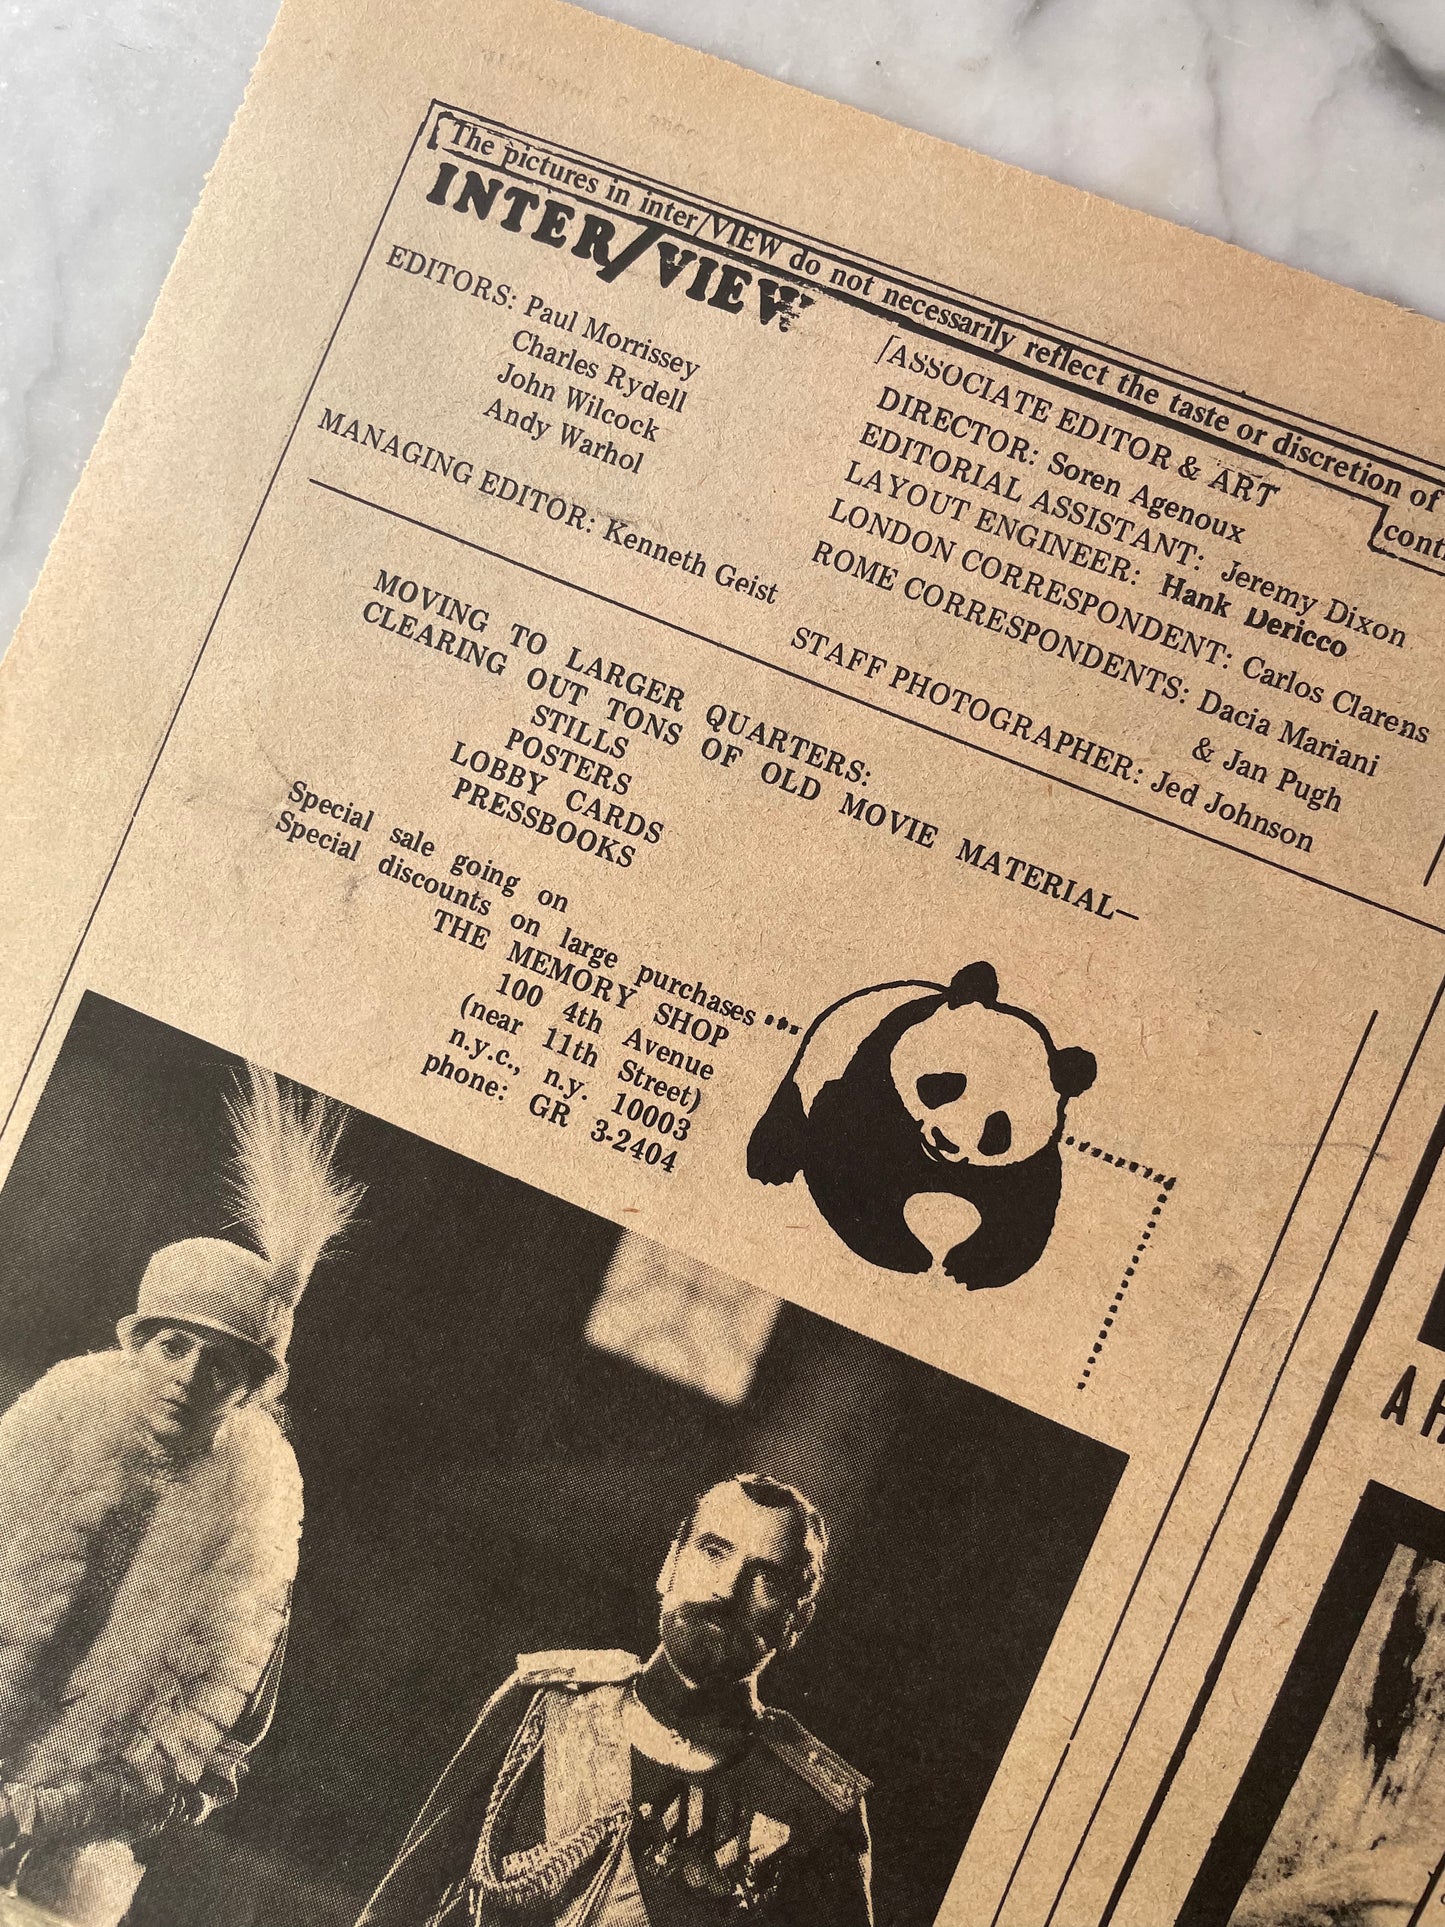 The pictures in inter/VIEW do not necessarily reflect the taste or discretion of
INTER/VIEW
EDITORS: Paul Morrissey
Charles Rydell
John Wilcock
Andy Warhol
MANAGING EDITOR: Kenneth Geist
ASSOCIATE EDITOR & ART
DIRECTOR: Soren Agenoux
EDITORIAL ASSISTANT: Jeremy Dixon
LAYOUT ENGINEER: Hank Dericco
LONDON CORRESPONDENT: Carlos Clarens
ROME CORRESPONDENTS: Dacia Mariani
& Jan Pugh
STAFF PHOTOGRAPHER: Jed Johnson
MOVING TO LARGER QUARTERS:
CLEARING OUT TONS OF OLD MOVIE MATERIAL—
STILLS
POSTERS
LOBBY CARDS
PRESSBOOKS
Special sale going on
Special discounts on large purchases
THE MEMORY SHOP
100 4th Avenue
(near 11th Street)
n.y.c., n.y. 10003
phone: GR 3-2404